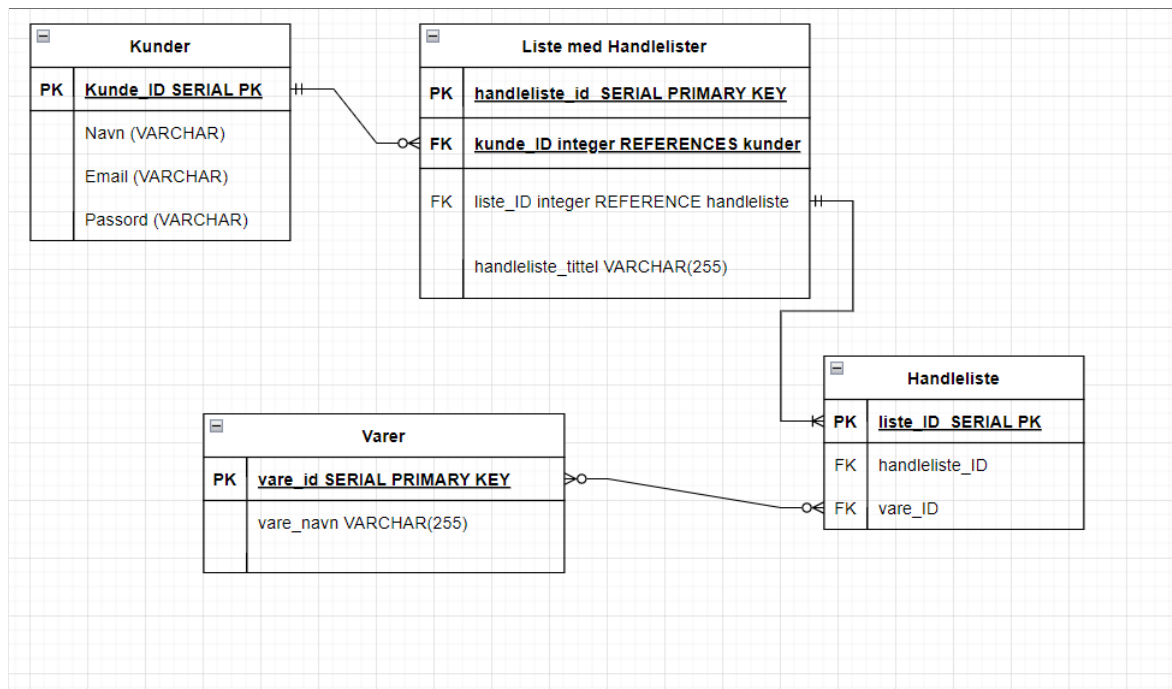 Kunder
PK Kunde_ID SERIAL PK
Navn (VARCHAR)
Email (VARCHAR)
Passord (VARCHAR)
Liste med Handlelister
PK handleliste_id SERIAL PRIMARY KEY
FK kunde_ID integer REFERENCES kunder
FK liste_ID integer REFERENCE handleliste
handleliste_tittel VARCHAR(255)
Handleliste
PK liste_ID SERIAL PK
FK handleliste_ID
FK vare_ID
Varer
PK vare_id SERIAL PRIMARY KEY
vare_navn VARCHAR(255)